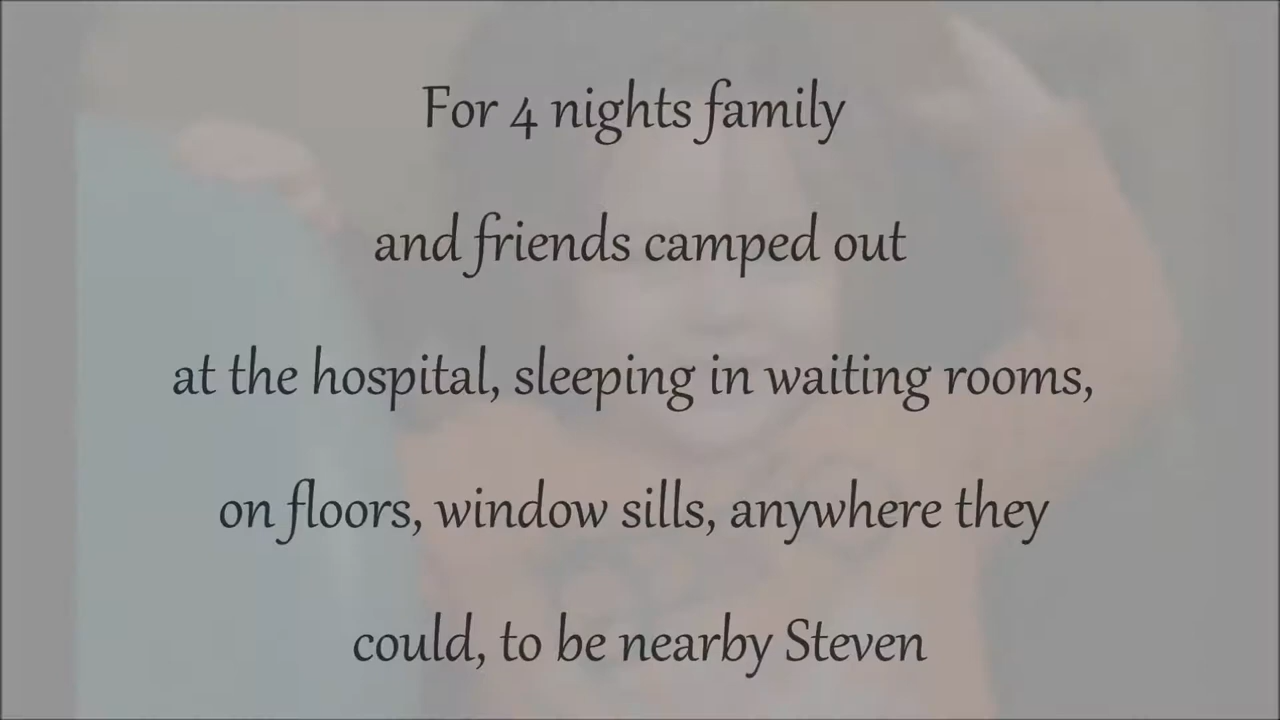 For 4 nights family
and friends camped out
at the hospital, sleeping in waiting rooms,
on floors, window sills, anywhere they
could, to be nearby Steven